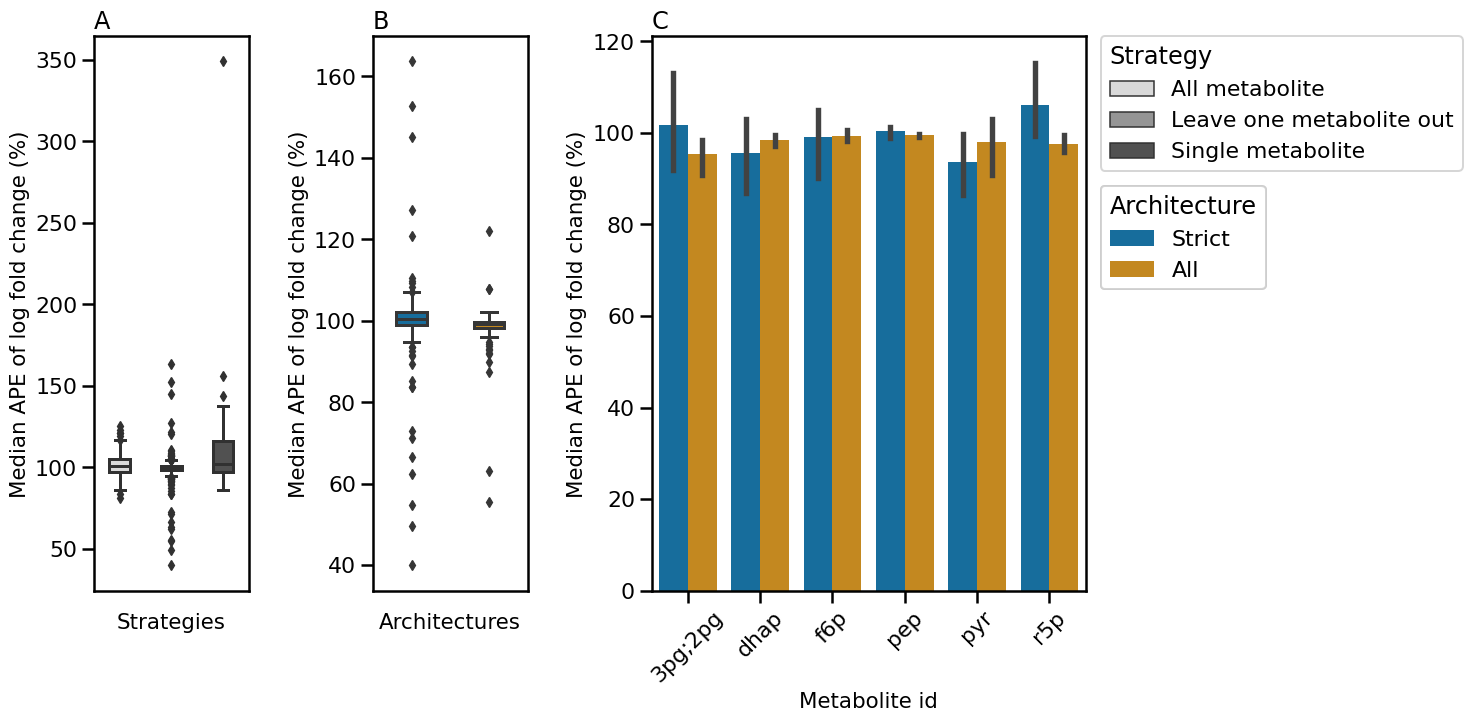 A
Median APE of log fold change (%)
350
300
250
200
150
100
50
Strategies
B
Median APE of log fold change (%)
160
140
120
100
80
60
40
Architectures
C
Median APE of log fold change (%)
120
100
80
60
40
20
0
3pg;2pg
dhap
f6p
pep
pyr
r5p
Metabolite id
Strategy
All metabolite
Leave one metabolite out
Single metabolite
Architecture
Strict
All